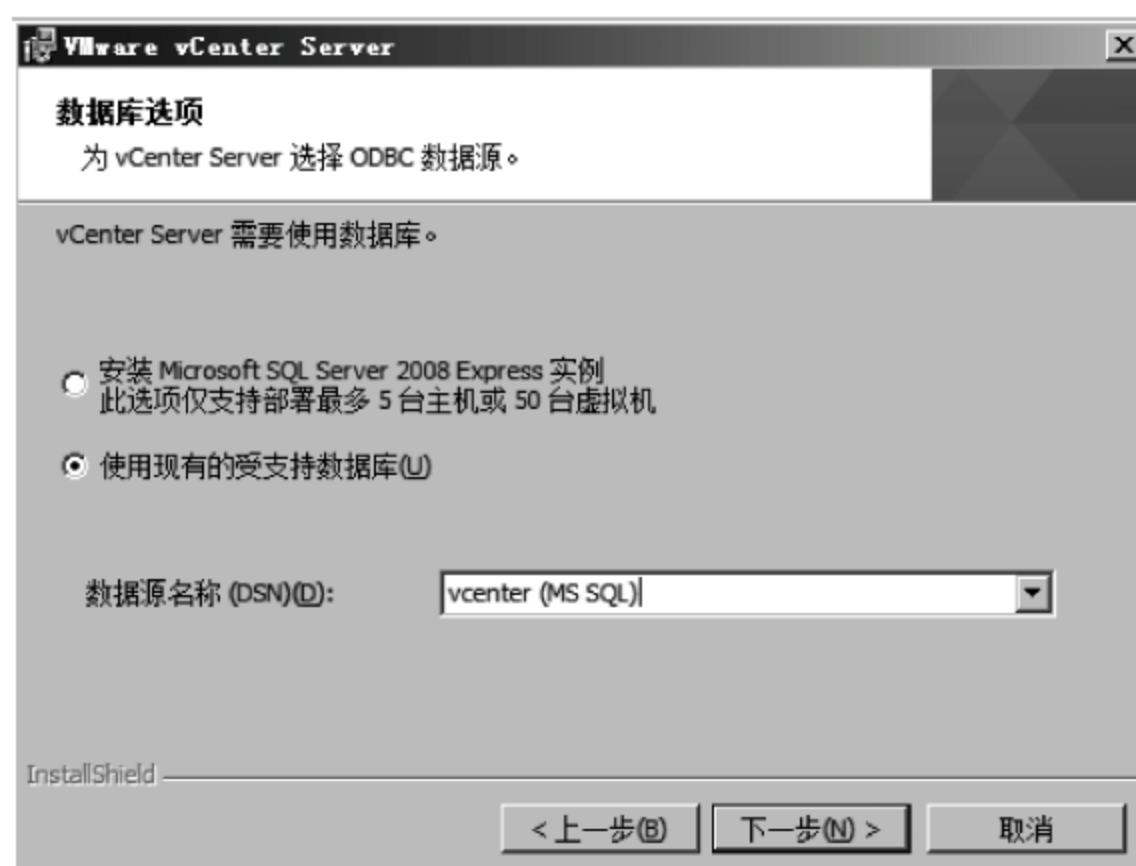 VMware vCenter Server
数据库选项
为 vCenter Server 选择 ODBC 数据源。
vCenter Server 需要使用数据库。
安装 Microsoft SQL Server 2008 Express 实例
此选项仅支持部署最多 5 台主机或 50 台虚拟机
使用现有的受支持数据库(U)
数据源名称 (DSN)(D): vcenter (MS SQL)
InstallShield
< 上一步(B) 下一步(N) > 取消